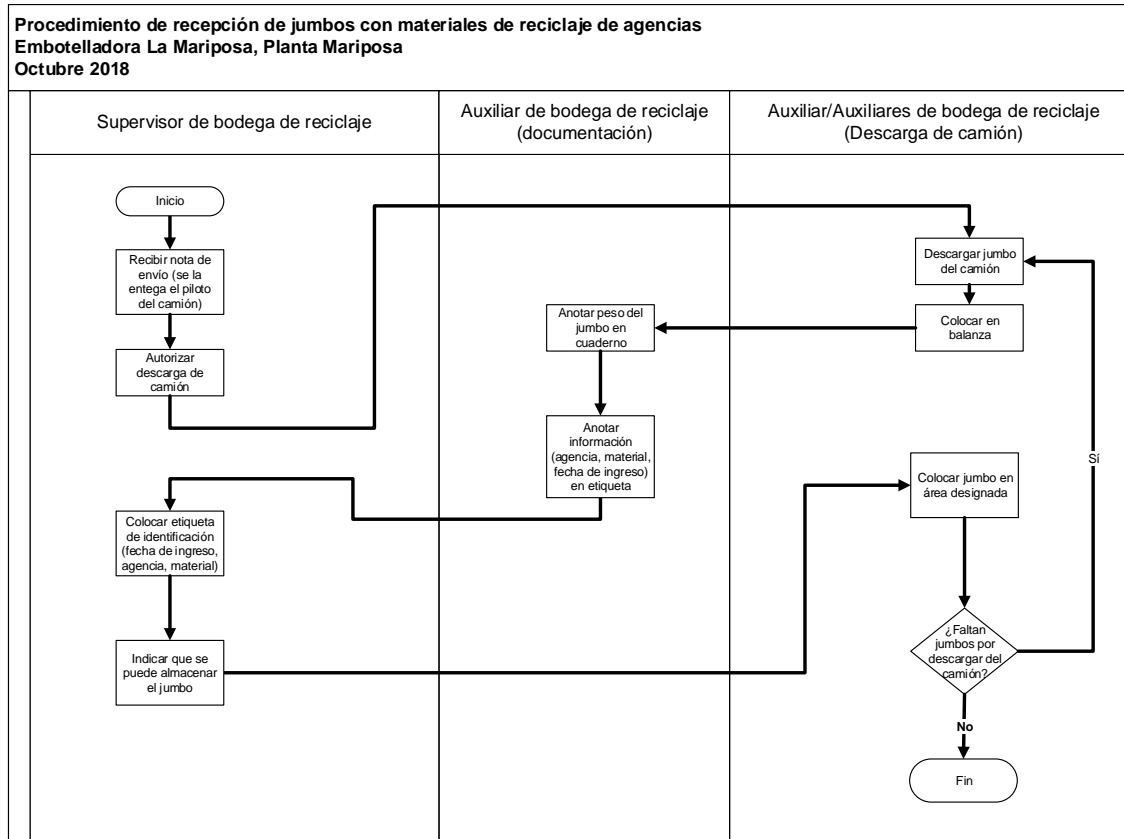 Procedimiento de recepción de jumbos con materiales de reciclaje de agencias
Embotelladora La Mariposa, Planta Mariposa
Octubre 2018
Supervisor de bodega de reciclaje
Auxiliar de bodega de reciclaje
(documentación)
Auxiliar/Auxiliares de bodega de reciclaje
(Descarga de camión)
Inicio
Recibir nota de
envío (se la
entega el piloto
del camión)
Autorizar
descarga de
camión
Descargar jumbo
del camión
Colocar en
balanza
Anotar peso del
jumbo en
cuaderno
Anotar
información
(agencia, material,
fecha de ingreso)
en etiqueta
Colocar etiqueta
de identificación
(fecha de ingreso,
agencia, material)
Indicar que se
puede almacenar
el jumbo
Colocar jumbo en
área designada
¿Faltan
jumbos por
descargar del
camión?
Sí
No
Fin